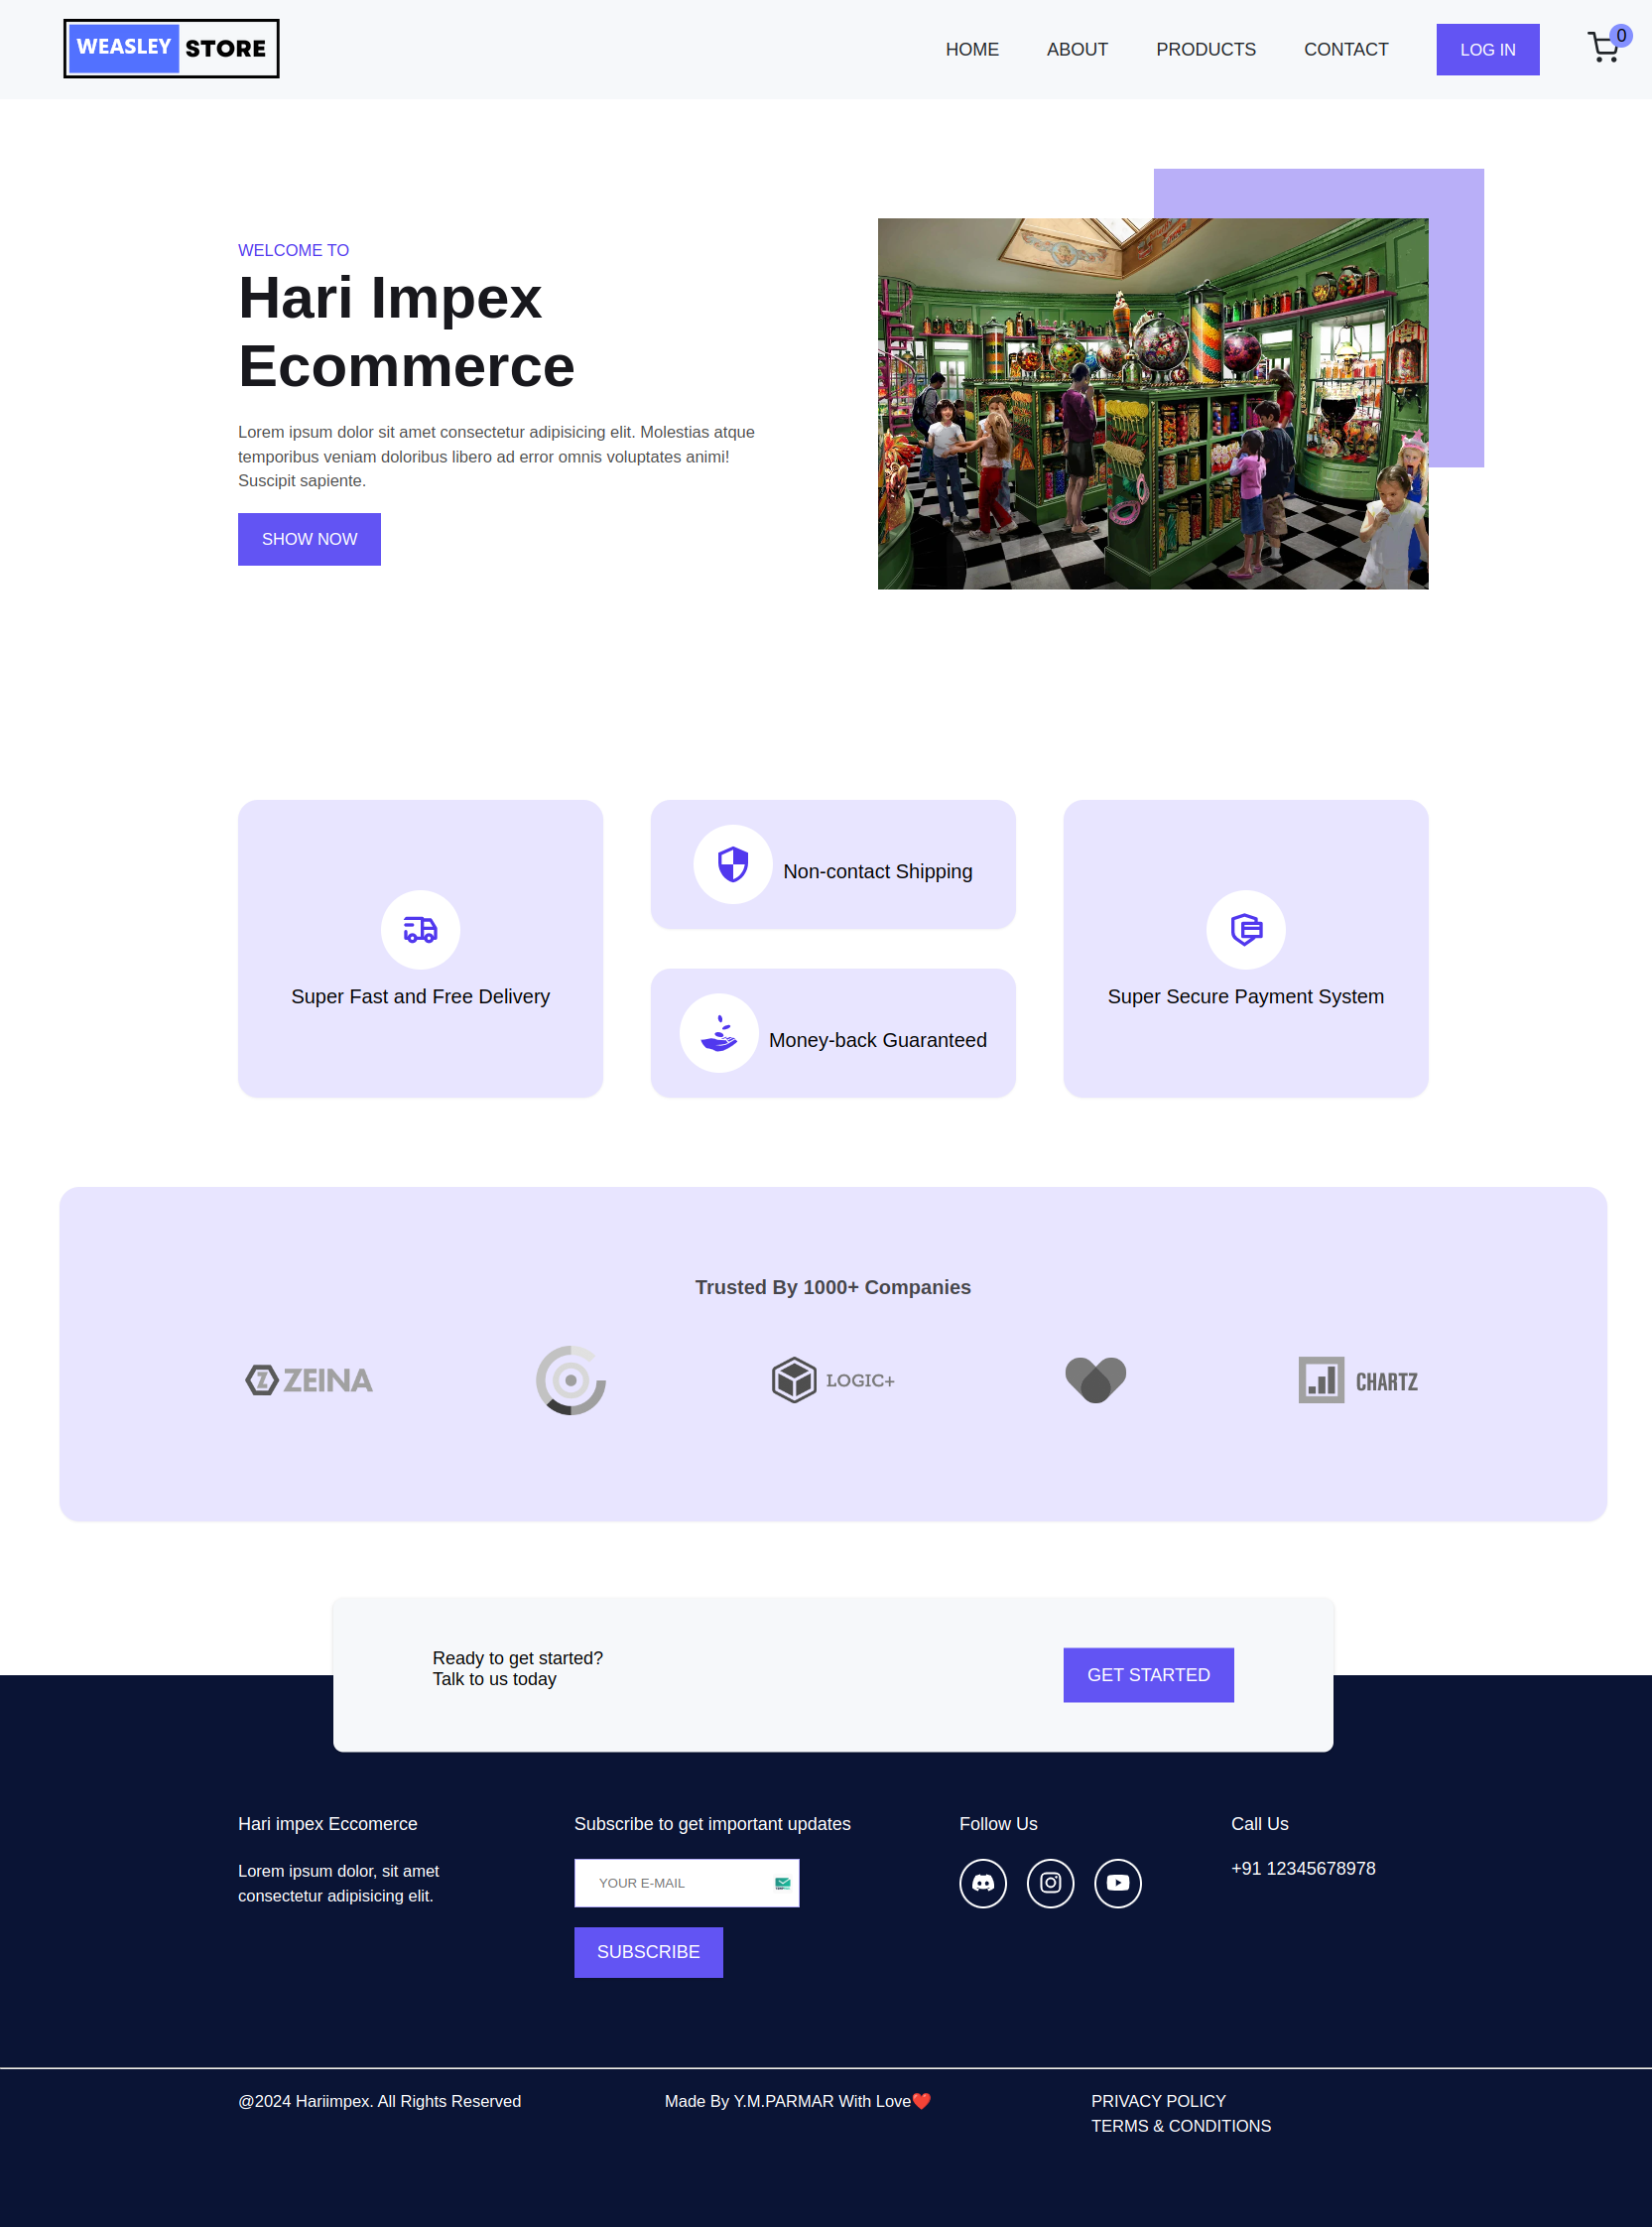 WEASLEY STORE
HOME
ABOUT
PRODUCTS
CONTACT
LOG IN
0
WELCOME TO
Hari Impex
Ecommerce
Lorem ipsum dolor sit amet consectetur adipisicing elit. Molestias atque
temporibus veniam doloribus libero ad error omnis voluptates animi!
Suscipit sapiente.
SHOW NOW
Super Fast and Free Delivery
Non-contact Shipping
Money-back Guaranteed
Super Secure Payment System
Trusted By 1000+ Companies
ZEINA
LOGIC+
CHARTZ
Ready to get started?
Talk to us today
GET STARTED
Hari impex Eccomerce
Lorem ipsum dolor, sit amet
consectetur adipisicing elit.
Subscribe to get important updates
YOUR E-MAIL
SUBSCRIBE
Follow Us
Call Us
+91 12345678978
@2024 Hariimpex. All Rights Reserved
Made By Y.M.PARMAR With Love❤️
PRIVACY POLICY
TERMS & CONDITIONS